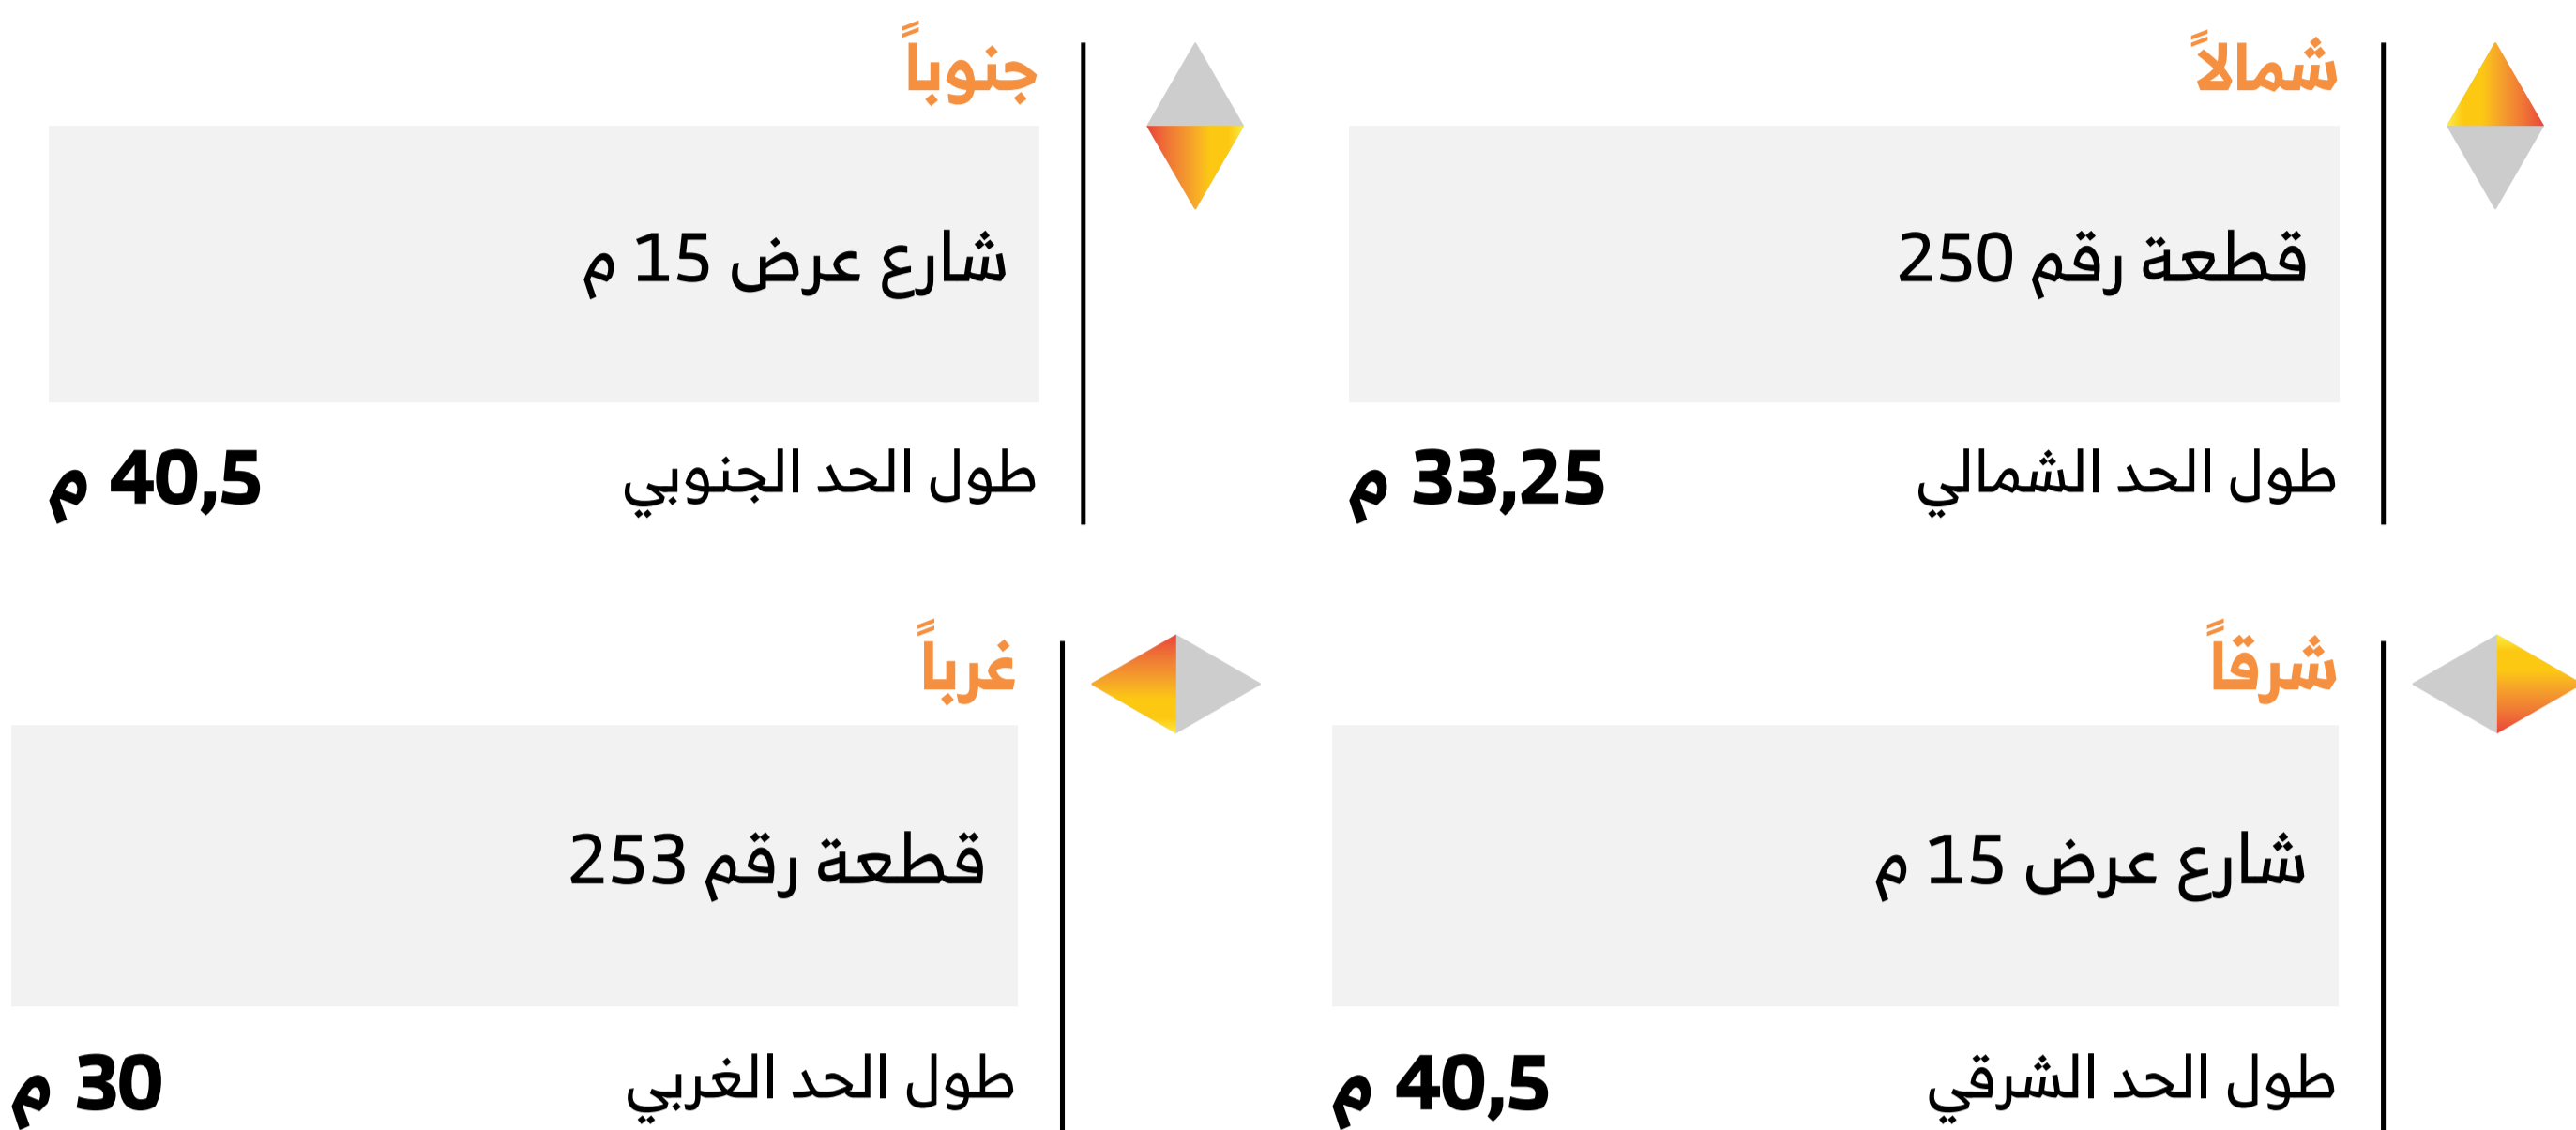 شمالاً
قطعة رقم 250
طول الحد الشمالي 33,25 م
جنوباً
شارع عرض 15 م
طول الحد الجنوبي 40,5 م
شرقاً
شارع عرض 15 م
طول الحد الشرقي 40,5 م
غرباً
قطعة رقم 253
طول الحد الغربي 30 م